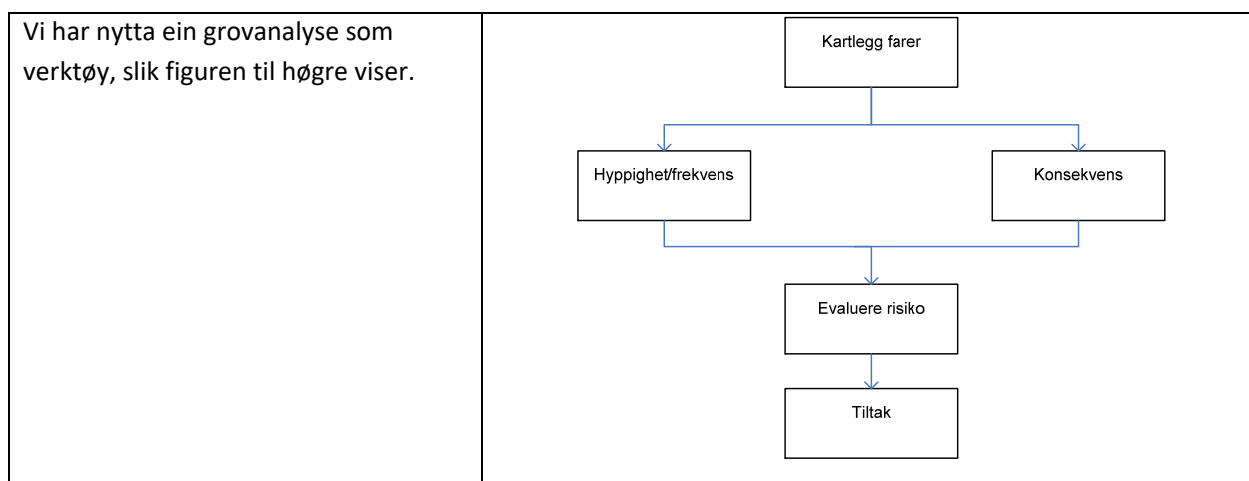 Vi har nytta ein grovanalyse som
verktøy, slik figuren til høgre viser.
Kartlegg farer
Hyppighet/frekvens
Konsekvens
Evaluere risiko
Tiltak